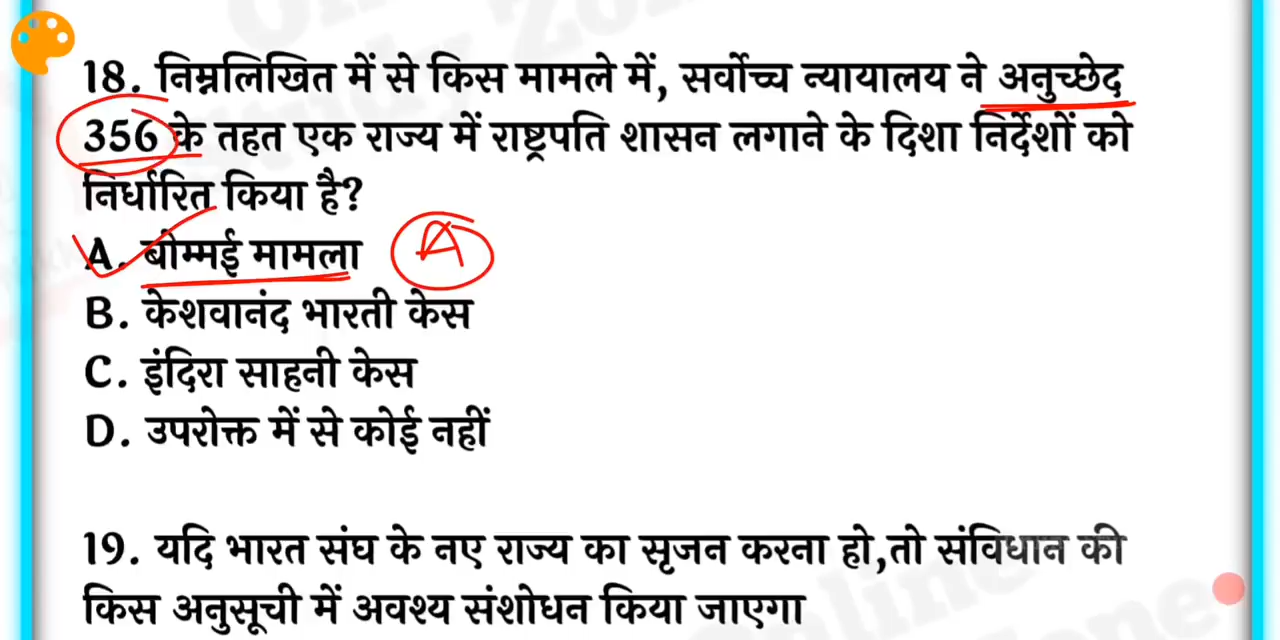 18. निम्नलिखित में से किस मामले में, सर्वोच्च न्यायालय ने अनुच्छेद
356 के तहत एक राज्य में राष्ट्रपति शासन लगाने के दिशा निर्देशों को
निर्धारित किया है?
A. बोम्मई मामला A
B. केशवानंद भारती केस
C. इंदिरा साहनी केस
D. उपरोक्त में से कोई नहीं
19. यदि भारत संघ के नए राज्य का सृजन करना हो,तो संविधान की
किस अनुसूची में अवश्य संशोधन किया जाएगा